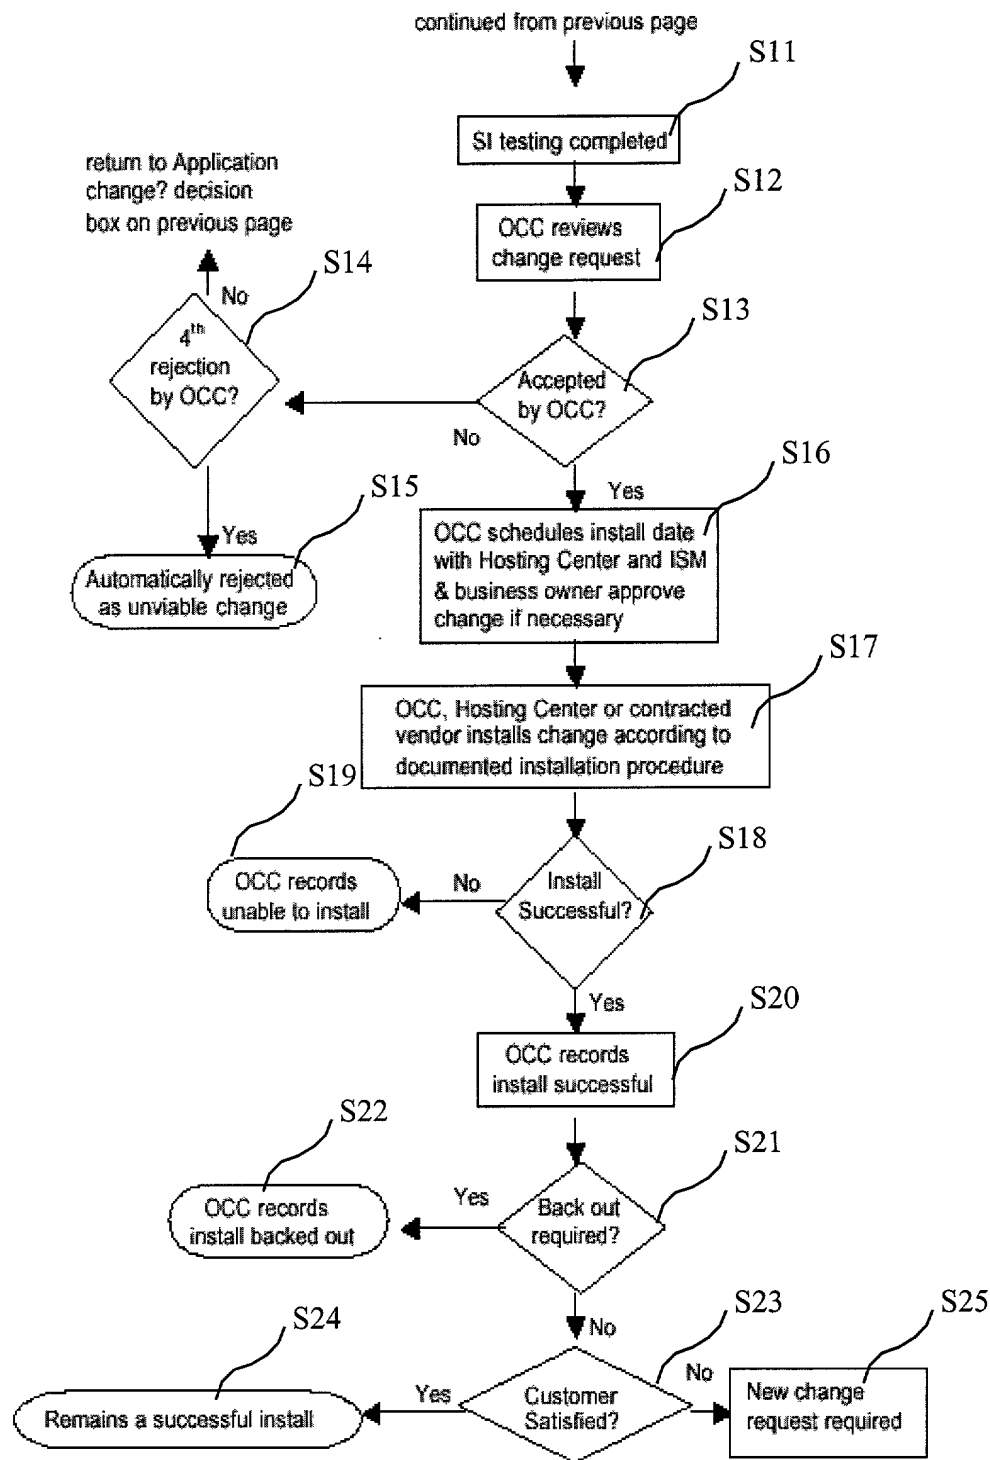 continued from previous page
S11
SI testing completed
return to Application
change? decision
box on previous page
S12
OCC reviews
change request
S14
No
S13
4th
rejection
by OCC?
Accepted
by OCC?
No
S16
Yes
S15
Yes
OCC schedules install date
with Hosting Center and ISM
& business owner approve
change if necessary
Automatically rejected
as unviable change
S17
OCC, Hosting Center or contracted
vendor installs change according to
documented installation procedure
S19
S18
OCC records
unable to install
No
Install
Successful?
Yes
S20
OCC records
install successful
S22
S21
OCC records
install backed out
Yes
Back out
required?
S24
No
S23
S25
Remains a successful install
Yes
Customer
Satisfied?
No
New change
request required